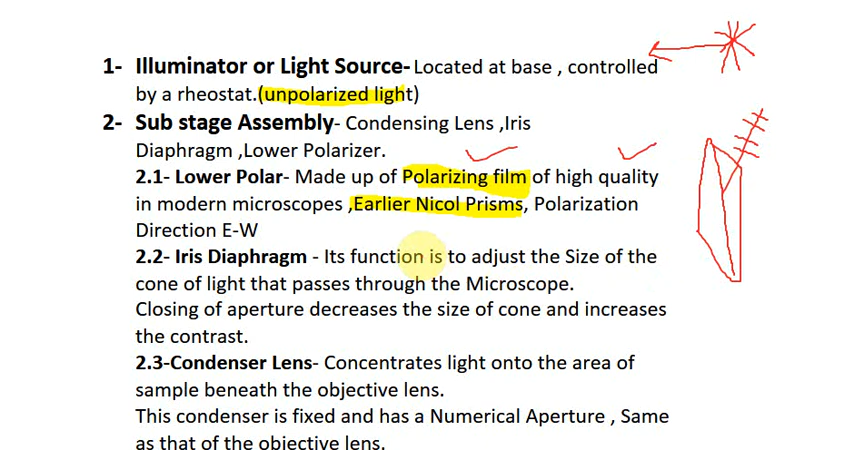 1- Illuminator or Light Source- Located at base , controlled
by a rheostat.(unpolarized light)
2- Sub stage Assembly- Condensing Lens ,Iris
Diaphragm ,Lower Polarizer.
2.1- Lower Polar- Made up of Polarizing film of high quality
in modern microscopes ,Earlier Nicol Prisms, Polarization
Direction E-W
2.2- Iris Diaphragm - Its function is to adjust the Size of the
cone of light that passes through the Microscope.
Closing of aperture decreases the size of cone and increases
the contrast.
2.3-Condenser Lens- Concentrates light onto the area of
sample beneath the objective lens.
This condenser is fixed and has a Numerical Aperture , Same
as that of the objective lens.